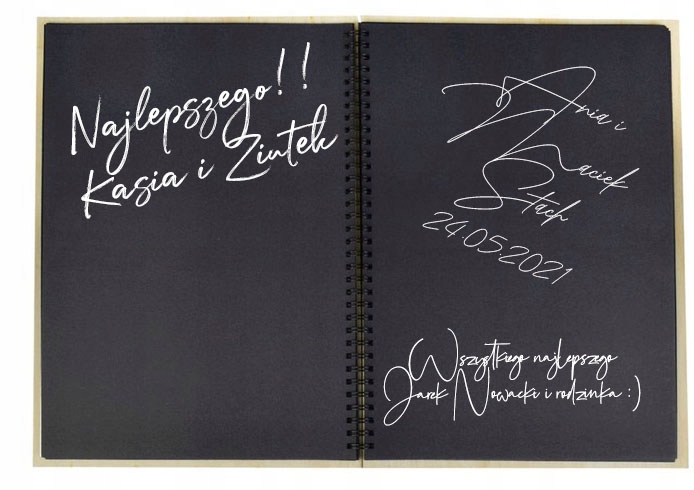 Najlepszego!!
Kasia i Ziutek
Ania i
Maciek
Stach
24.05.2021
Wszystkiego najlepszego
Jarek Nowacki i rodzinka :)